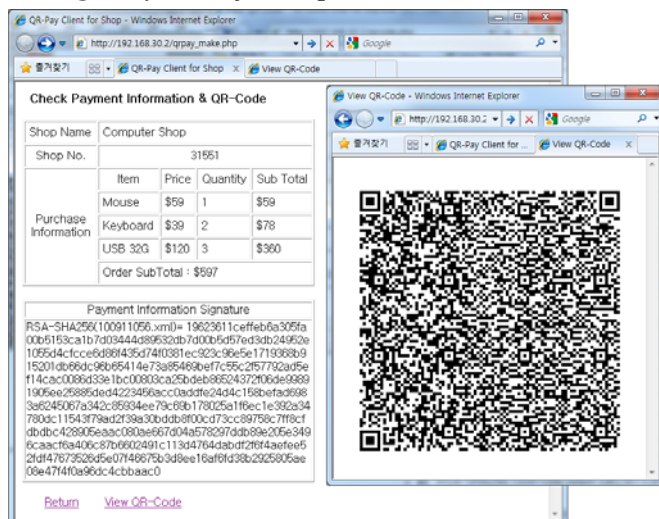 QR-Pay Client for Shop - Windows Internet Explorer
http://192.168.30.2/qrpay_make.php
Google
즐겨찾기
QR-Pay Client for Shop
View QR-Code
Check Payment Information & QR-Code
Shop Name Computer Shop
Shop No. 31551
Purchase Information
Item Price Quantity Sub Total
Mouse $59 1 $59
Keyboard $39 2 $78
USB 32G $120 3 $360
Order SubTotal : $597
Payment Information Signature
RSA-SHA256(100911056.xml)= 19623611ceffeb6a305fa
00b5153ca1b7d03444d89532db7d00b5d57ed3db24952e
1055d4cfcce6d86f435d74f0381ec923c96e5e1719368b9
15201db66dc96b65414e73a85469bef7c55c2f57792ad5e
f14cac0086d33e1bc00803ca25bdeb86524372f06de9989
1905ee25885ded4223456acc0addfe24d4c158befad698
3a6245067a342c85934ee79c69b178025a1f6ec1e392a34
780dc11543f79ad2f39a30bddb8f00cd73cc89758c7ff8cf
dbdbc428905eaac080ae667d04a578297ddb89e205e349
6caacf6a406c87b6602491c113d4764dabdf2f6f4aefee5
2fdf47673526d5e07f46675b3d8ee16af6fd38b2925805ae
08e47f4f0a96dc4cbbaac0
Return View QR-Code
View QR-Code - Windows Internet Explorer
http://192.168.30.2
Google
즐겨찾기
QR-Pay Client for ...
View QR-Code